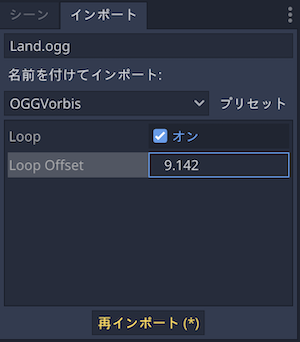 シーン インポート
Land.ogg
名前を付けてインポート:
OGGVorbis プリセット
Loop オン
Loop Offset 9.142
再インポート(*)